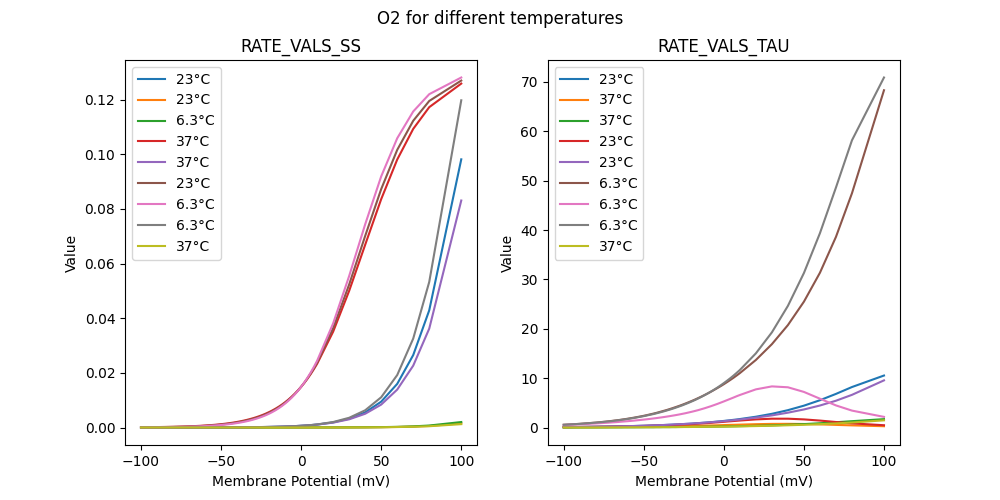 O2 for different temperatures
RATE_VALS_SS
23°C
23°C
6.3°C
37°C
37°C
23°C
6.3°C
6.3°C
37°C
0.12
0.10
0.08
0.06
0.04
0.02
0.00
Value
−100
−50
0
50
100
Membrane Potential (mV)
RATE_VALS_TAU
23°C
37°C
37°C
23°C
23°C
6.3°C
6.3°C
6.3°C
37°C
70
60
50
40
30
20
10
0
Value
−100
−50
0
50
100
Membrane Potential (mV)